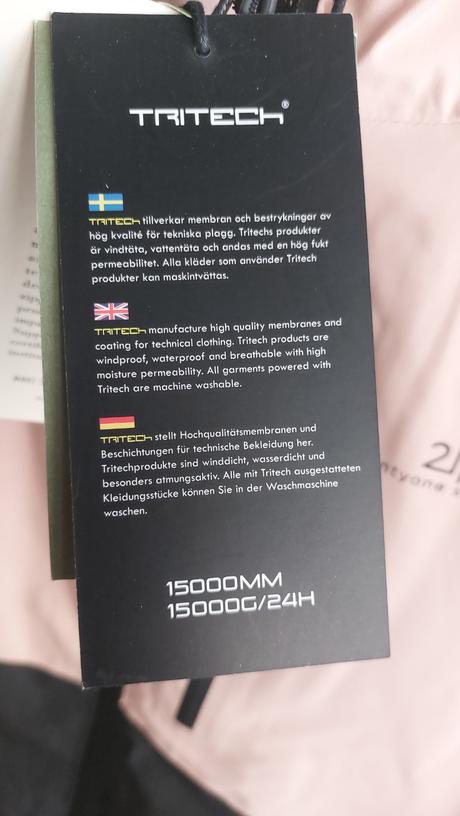 TRITECH®
TRITECH tillverkar membran och bestrykningar av
hög kvalité för tekniska plagg. Tritechs produkter
är vindtäta, vattentäta och andas med en hög fukt
permeabilitet. Alla kläder som använder Tritech
produkter kan maskintvättas.
TRITECH manufacture high quality membranes and
coating for technical clothing. Tritech products are
windproof, waterproof and breathable with high
moisture permeability. All garments powered with
Tritech are machine washable.
TRITECH stellt Hochqualitätsmembranen und
Beschichtungen für technische Bekleidung her.
Tritechprodukte sind winddicht, wasserdicht und
besonders atmungsaktiv. Alle mit Tritech ausgestatteten
Kleidungsstücke können Sie in der Waschmaschine
waschen.
15000MM
15000G/24H